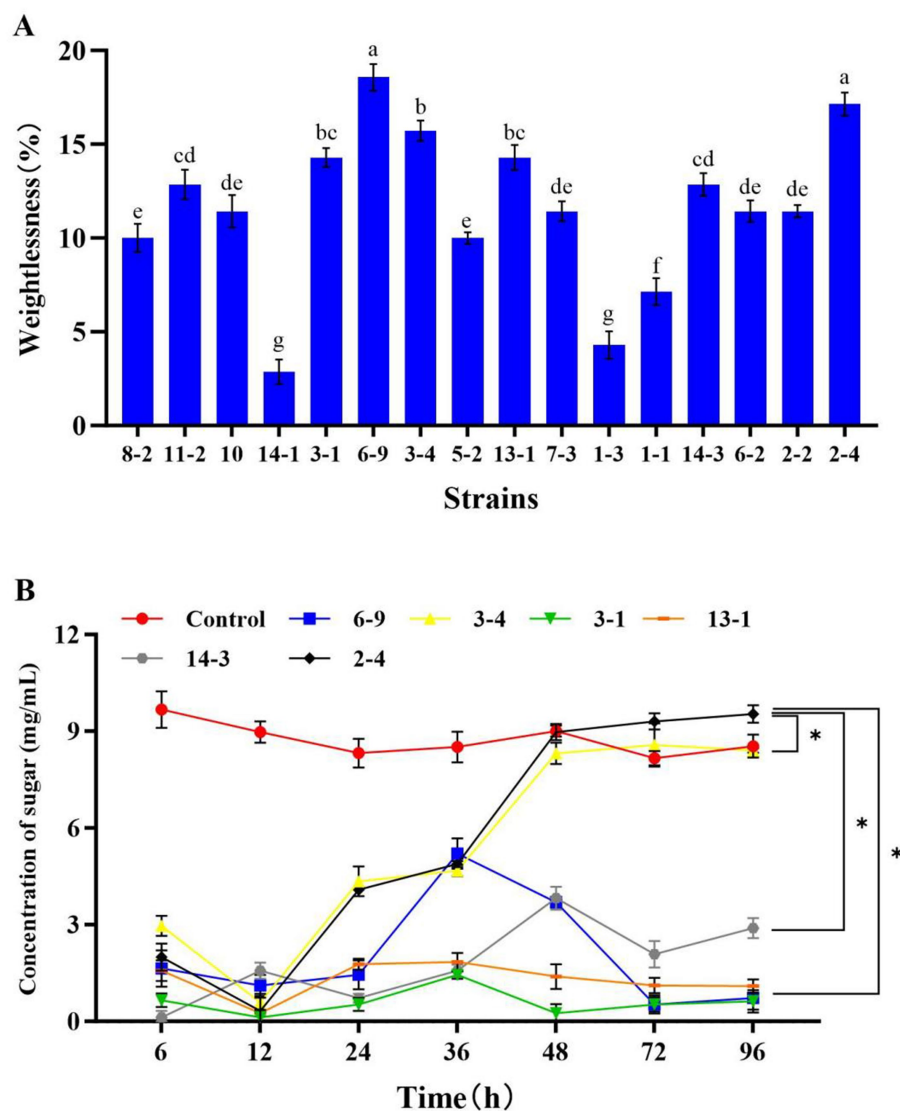 A
20
15
10
5
0
Weightlessness(%)
e
cd
de
g
bc
a
b
e
bc
de
g
f
cd
de
de
a
8-2 11-2 10 14-1 3-1 6-9 3-4 5-2 13-1 7-3 1-3 1-1 14-3 6-2 2-2 2-4
Strains
B
Control 6-9 3-4 3-1 13-1
14-3 2-4
12
9
6
3
0
Concentration of sugar (mg/mL)
*
*
*
6 12 24 36 48 72 96
Time(h)